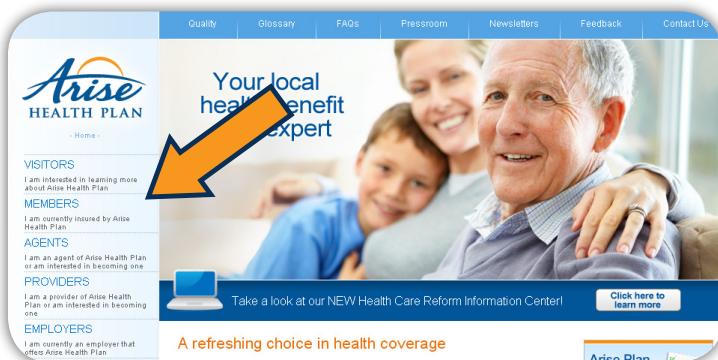 Quality Glossary FAQs Pressroom Newsletters Feedback Contact Us
Arise
HEALTH PLAN
- Home -
VISITORS
I am interested in learning more
about Arise Health Plan
MEMBERS
I am currently insured by Arise
Health Plan
AGENTS
I am an agent of Arise Health Plan
or am interested in becoming one
PROVIDERS
I am a provider of Arise Health
Plan or am interested in becoming
one
EMPLOYERS
I am currently an employer that
offers Arise Health Plan
Your local
health benefit
expert
Take a look at our NEW Health Care Reform Information Center!
Click here to
learn more
A refreshing choice in health coverage
Arise Plan